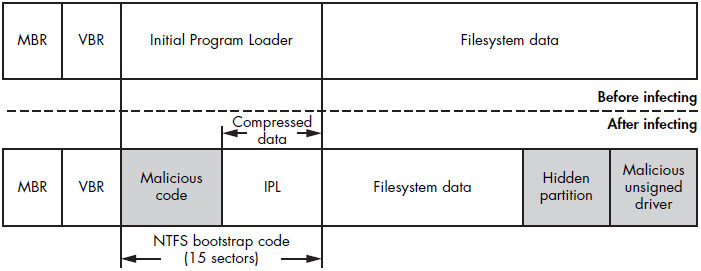 MBR
VBR
Initial Program Loader
Filesystem data
Before infecting
After infecting
Compressed
data
MBR
VBR
Malicious
code
IPL
Filesystem data
Hidden
partition
Malicious
unsigned
driver
NTFS bootstrap code
(15 sectors)